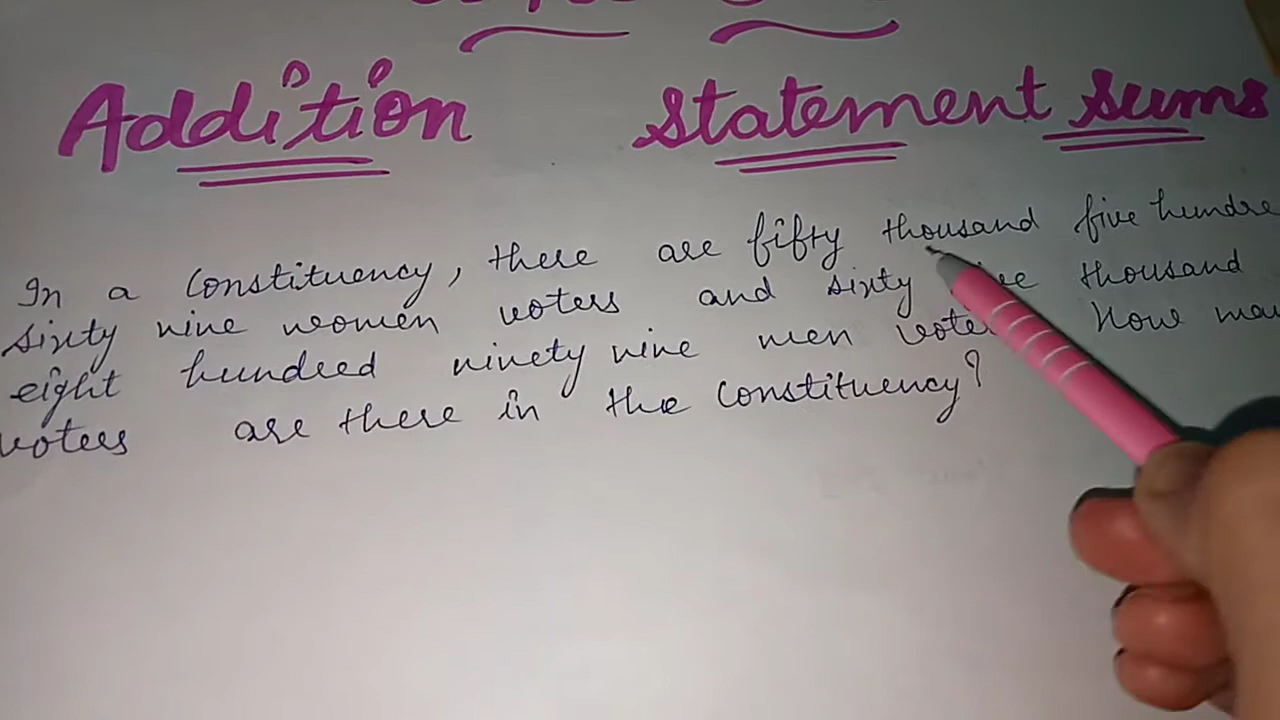 Addition Statement Sums
In a Constituency, there are fifty thousand five hundre
sixty nine women voters and sixty thousand
eight hundred ninety nine men vote How ma
voters are there in the Constituency?